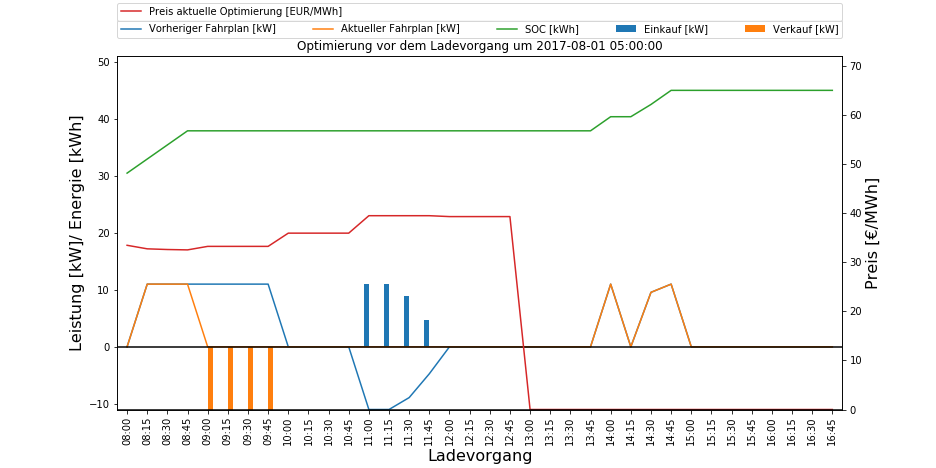 Preis aktuelle Optimierung [EUR/MWh]
Vorheriger Fahrplan [kW] Aktueller Fahrplan [kW] SOC [kWh] Einkauf [kW] Verkauf [kW]
Optimierung vor dem Ladevorgang um 2017-08-01 05:00:00
Leistung [kW]/ Energie [kWh]
50
40
30
20
10
0
−10
70
60
50
40
30
20
10
0
Preis [€/MWh]
08:00 08:15 08:30 08:45 09:00 09:15 09:30 09:45 10:00 10:15 10:30 10:45 11:00 11:15 11:30 11:45 12:00 12:15 12:30 12:45 13:00 13:15 13:30 13:45 14:00 14:15 14:30 14:45 15:00 15:15 15:30 15:45 16:00 16:15 16:30 16:45
Ladevorgang